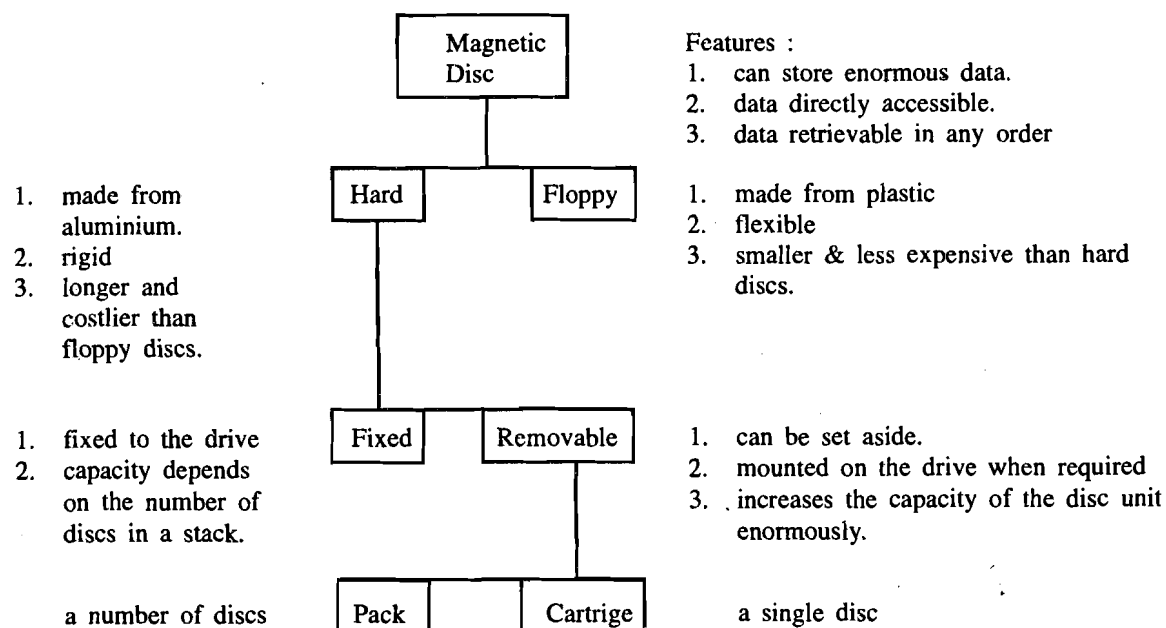 Magnetic
Disc
Features :
1. can store enormous data.
2. data directly accessible.
3. data retrievable in any order
Hard
Floppy
1. made from
aluminium.
2. rigid
3. longer and
costlier than
floppy discs.
1. made from plastic
2. flexible
3. smaller & less expensive than hard
discs.
1. fixed to the drive
2. capacity depends
on the number of
discs in a stack.
Fixed
Removable
1. can be set aside.
2. mounted on the drive when required
3. increases the capacity of the disc unit
enormously.
a number of discs
Pack
Cartrige
a single disc